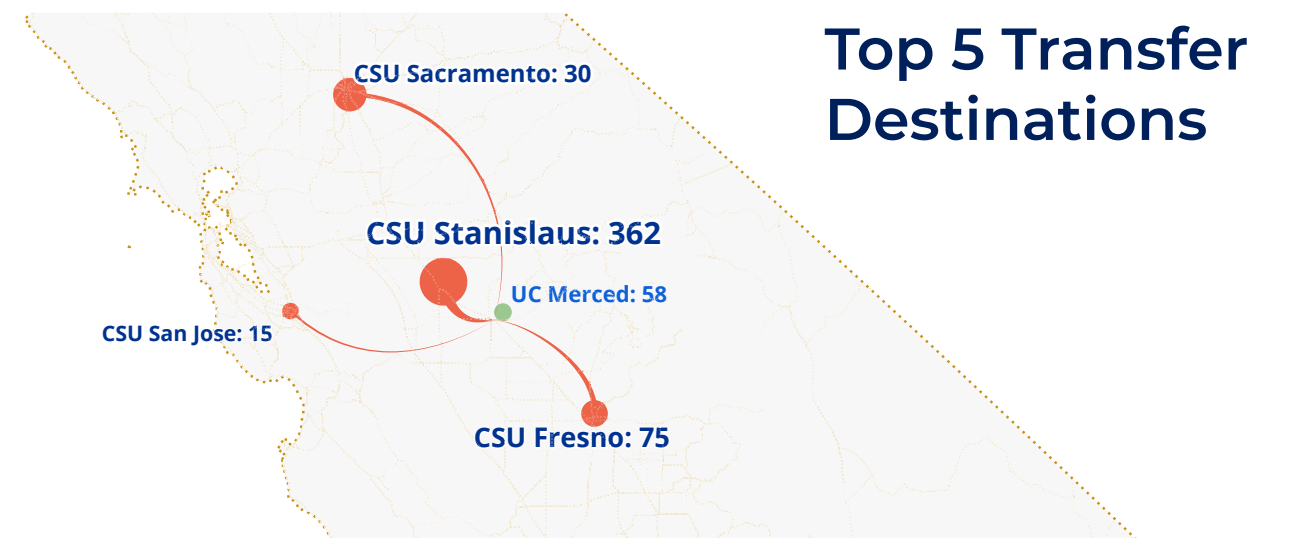 Top 5 Transfer
Destinations
CSU Sacramento: 30
CSU Stanislaus: 362
UC Merced: 58
CSU San Jose: 15
CSU Fresno: 75